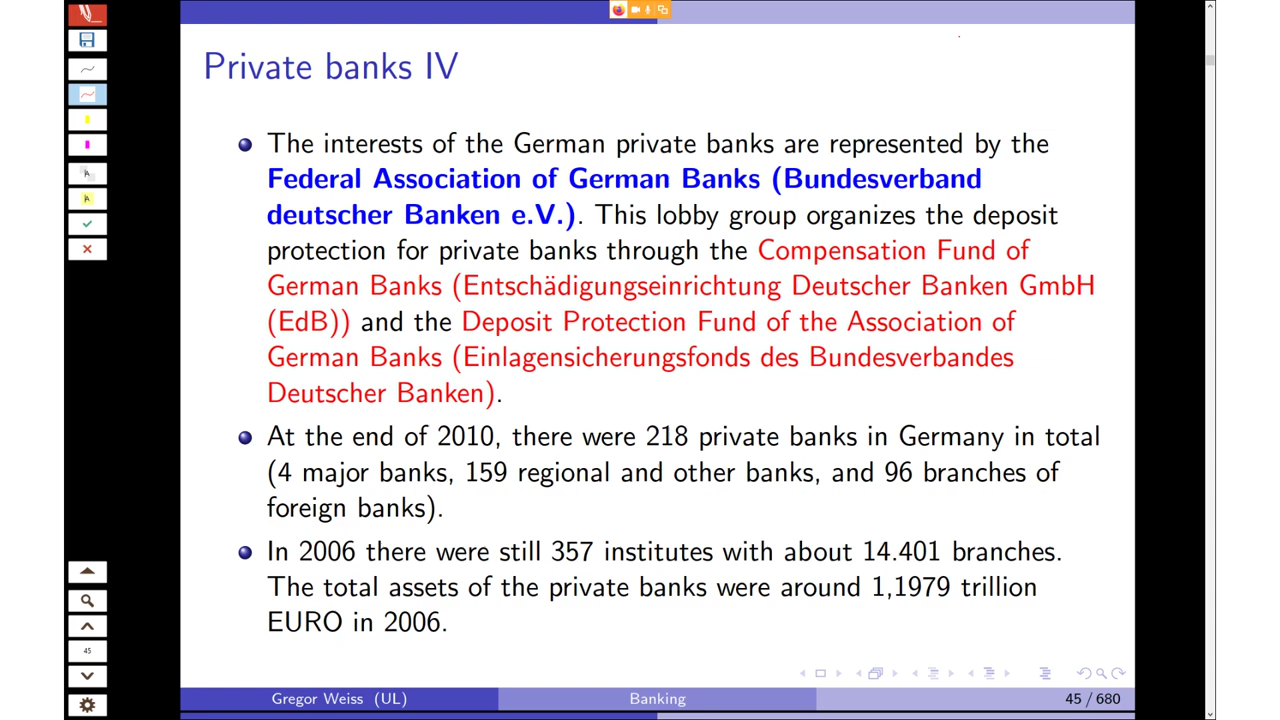 Private banks IV
The interests of the German private banks are represented by the
Federal Association of German Banks (Bundesverband
deutscher Banken e.V.). This lobby group organizes the deposit
protection for private banks through the Compensation Fund of
German Banks (Entschädigungseinrichtung Deutscher Banken GmbH
(EdB)) and the Deposit Protection Fund of the Association of
German Banks (Einlagensicherungsfonds des Bundesverbandes
Deutscher Banken).
At the end of 2010, there were 218 private banks in Germany in total
(4 major banks, 159 regional and other banks, and 96 branches of
foreign banks).
In 2006 there were still 357 institutes with about 14.401 branches.
The total assets of the private banks were around 1,1979 trillion
EURO in 2006.
45
Gregor Weiss (UL) Banking 45 / 680